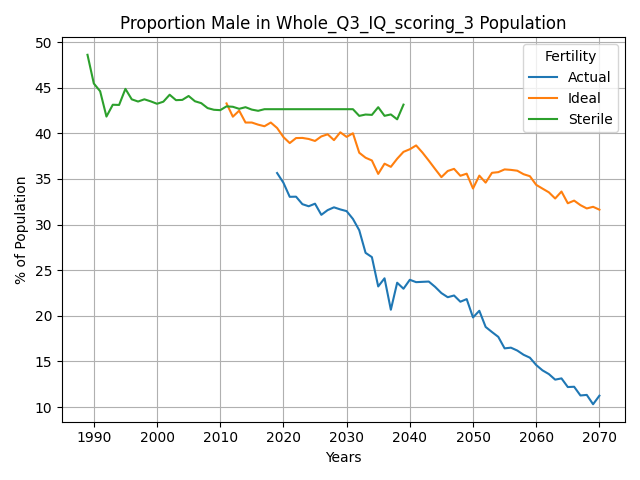 Proportion Male in Whole_Q3_IQ_scoring_3 Population
% of Population
50
45
40
35
30
25
20
15
10
Fertility
Actual
Ideal
Sterile
1990
2000
2010
2020
2030
2040
2050
2060
2070
Years